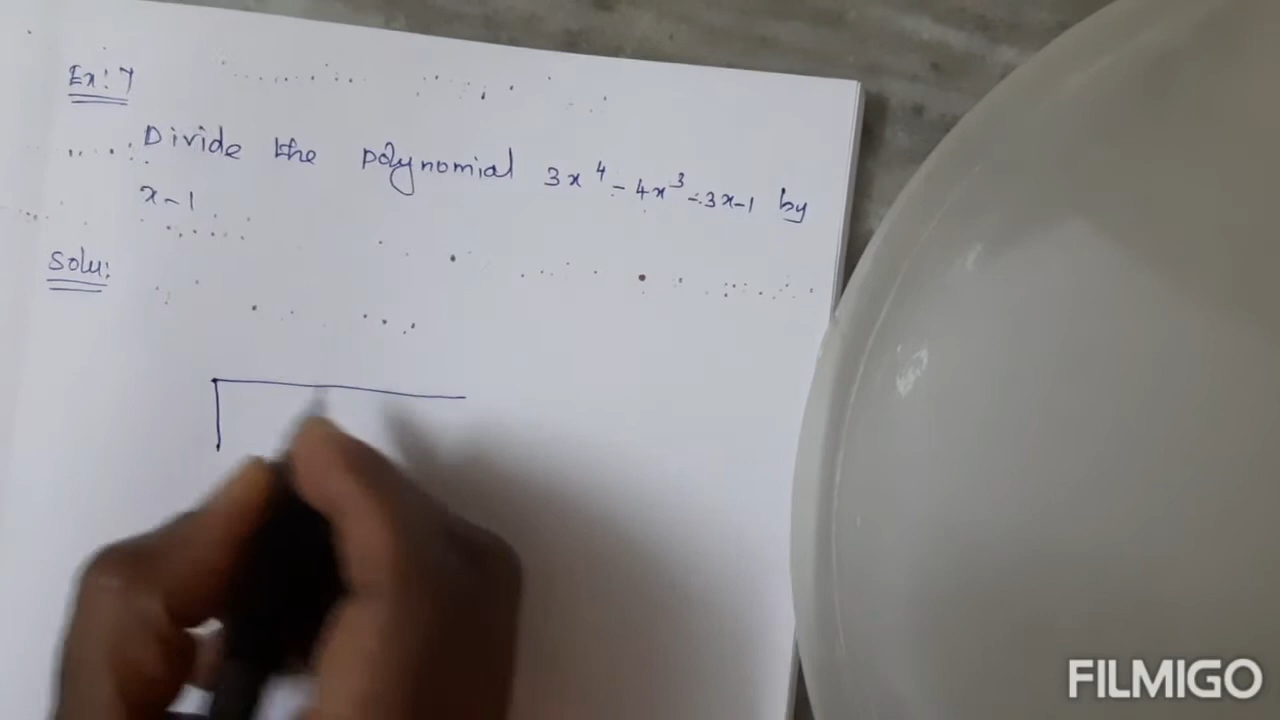 Ex: 7
Divide the polynomial 3x⁴ - 4x³ - 3x-1 by
x-1
Solu:
FILMIGO